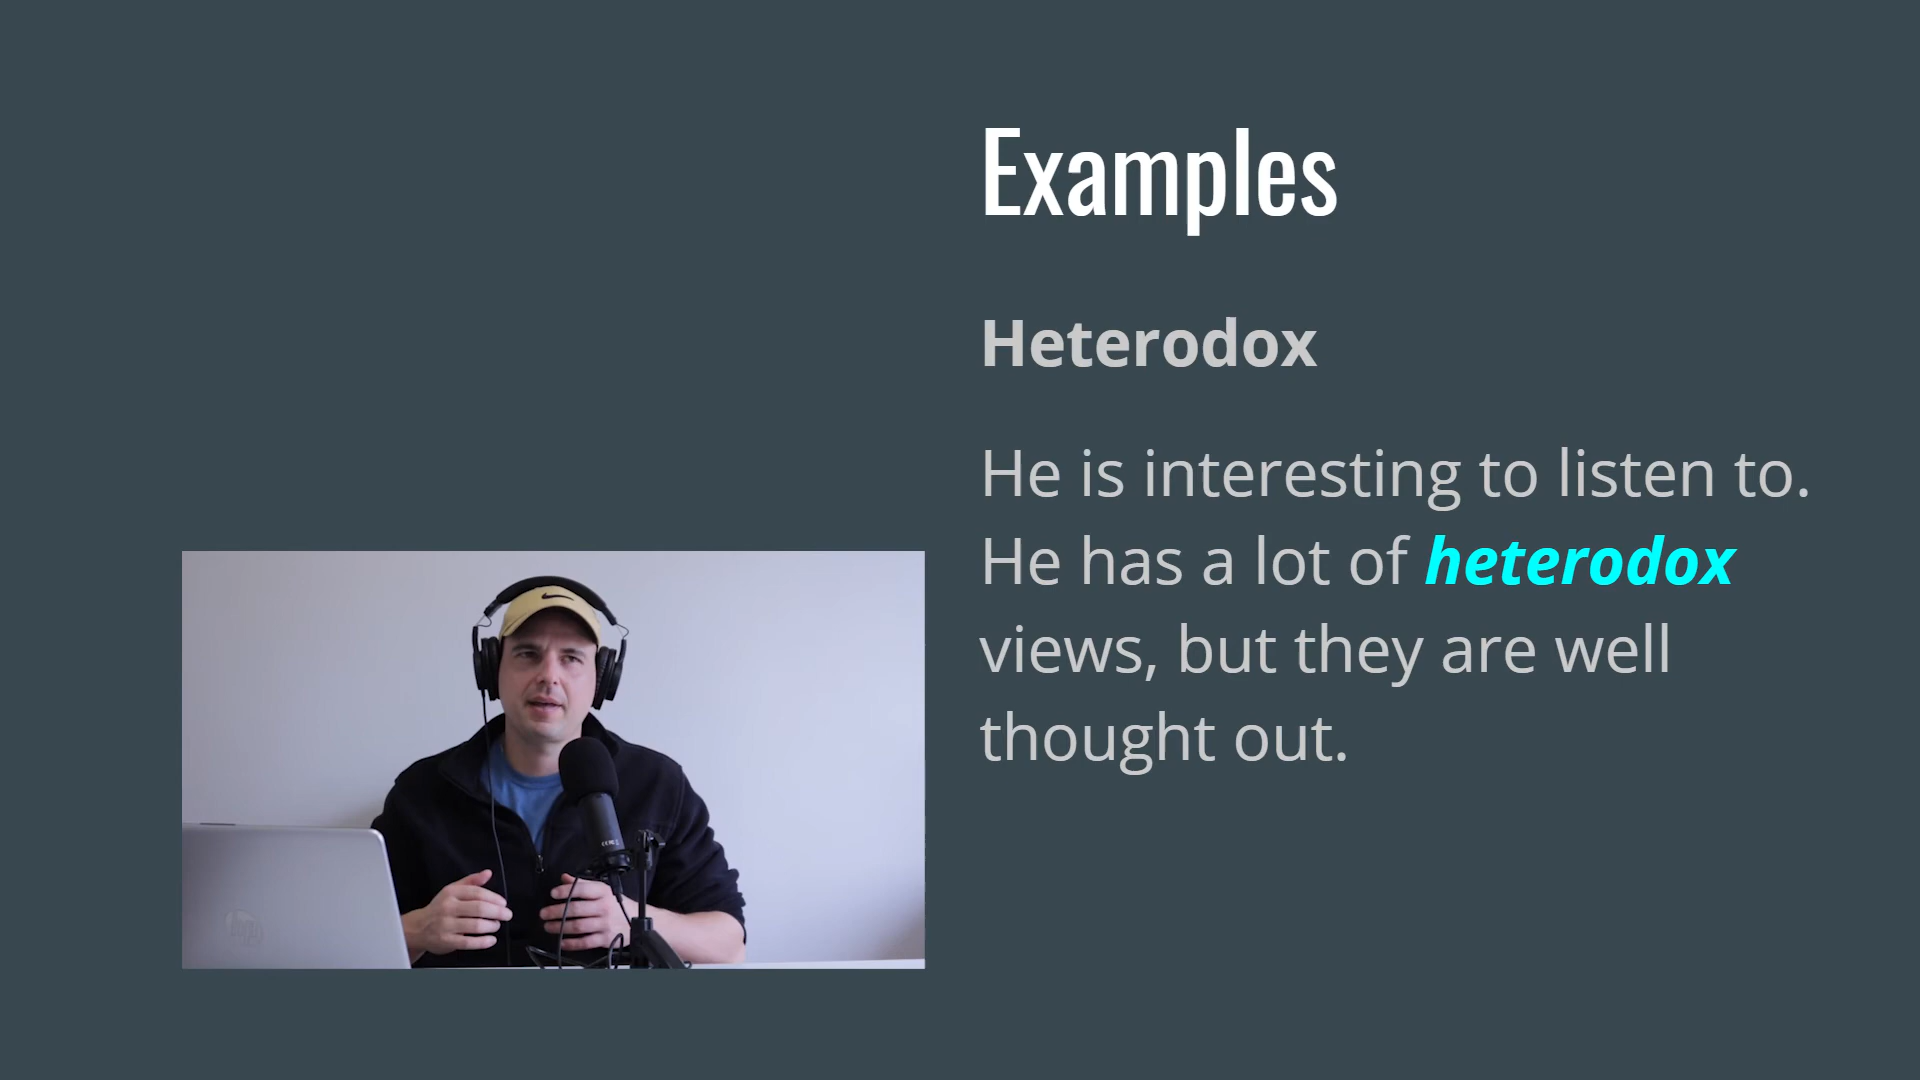 Examples
Heterodox
He is interesting to listen to.
He has a lot of heterodox
views, but they are well
thought out.